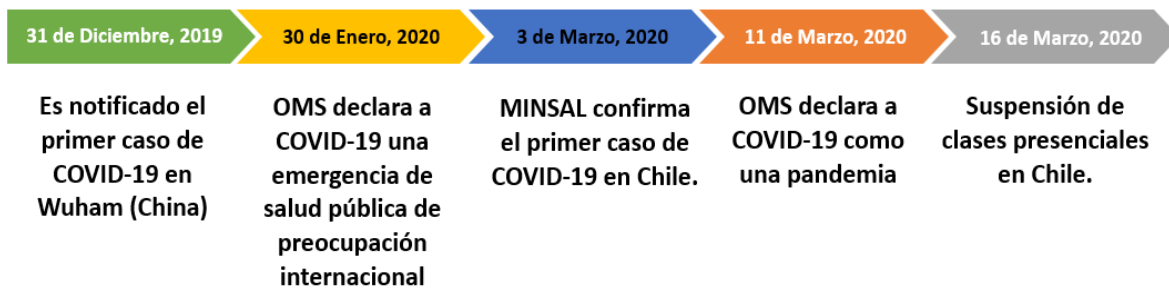 31 de Diciembre, 2019
30 de Enero, 2020
3 de Marzo, 2020
11 de Marzo, 2020
16 de Marzo, 2020
Es notificado el
primer caso de
COVID-19 en
Wuham (China)
OMS declara a
COVID-19 una
emergencia de
salud pública de
preocupación
internacional
MINSAL confirma
el primer caso de
COVID-19 en Chile.
OMS declara a
COVID-19 como
una pandemia
Suspensión de
clases presenciales
en Chile.